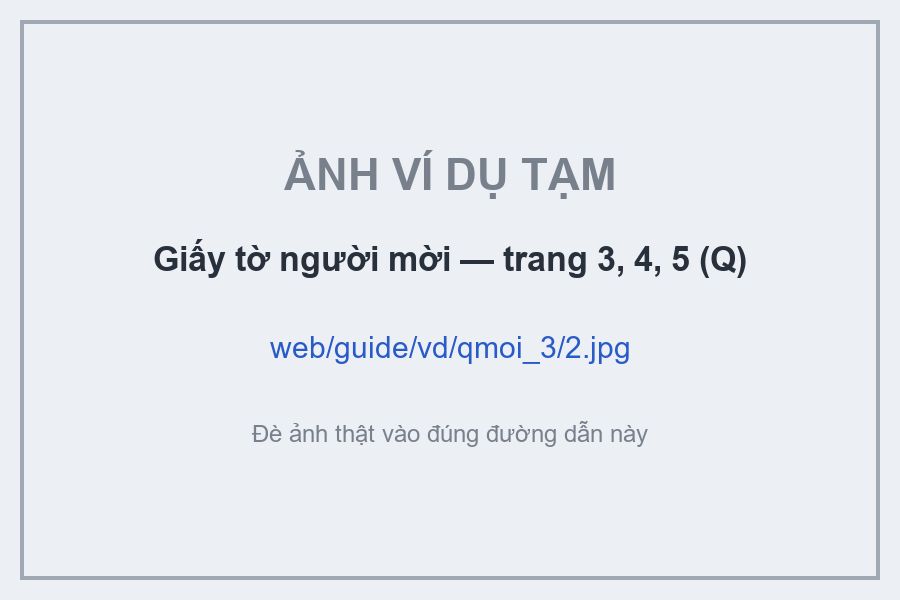 ẢNH VÍ DỤ TẠM
Giấy tờ người mời — trang 3, 4, 5 (Q)
web/guide/vd/qmoi_3/2.jpg
Đè ảnh thật vào đúng đường dẫn này